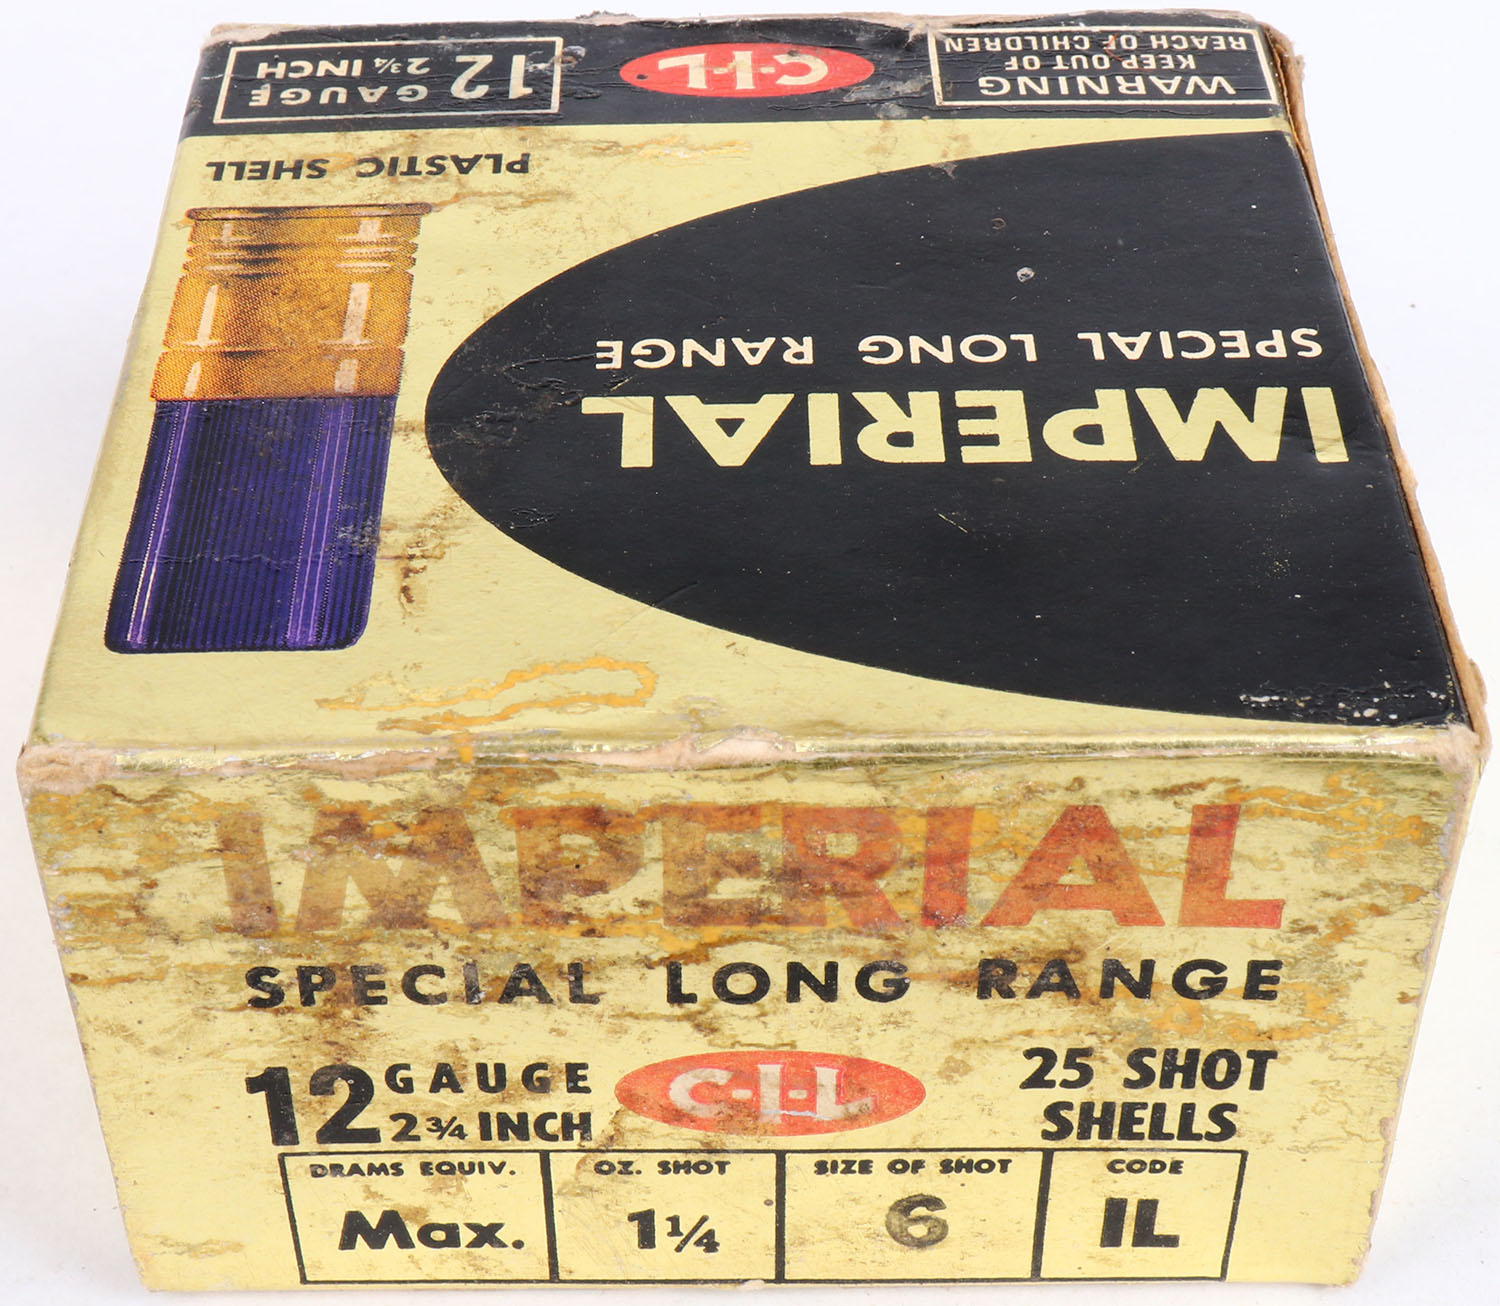 WARNING
KEEP OUT OF
REACH OF CHILDREN
C-I-L
12 GAUGE
2¾ INCH
PLASTIC SHELL
IMPERIAL
SPECIAL LONG RANGE
IMPERIAL
SPECIAL LONG RANGE
12 GAUGE
2¾ INCH
C-I-L
25 SHOT
SHELLS
DRAMS EQUIV.
Max.
OZ. SHOT
1¼
SIZE OF SHOT
6
CODE
IL